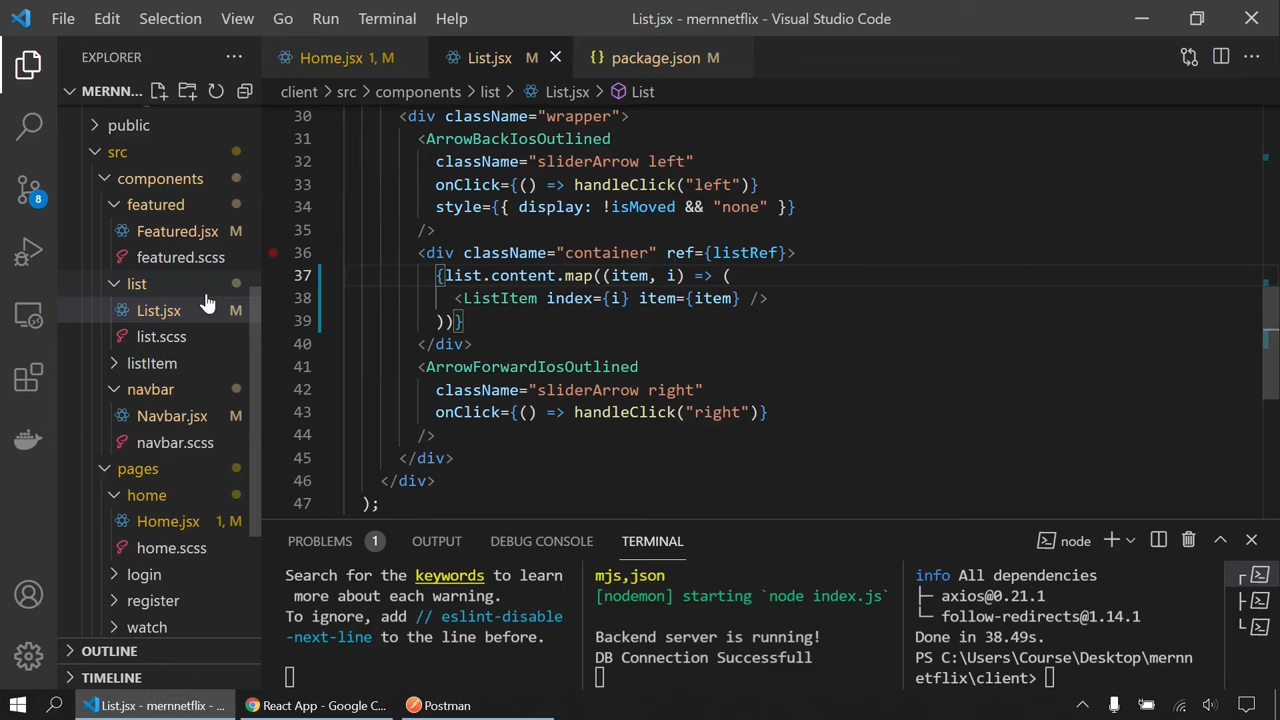 File Edit Selection View Go Run Terminal Help
List.jsx - mernnetflix - Visual Studio Code
EXPLORER
Home.jsx 1, M
List.jsx M
{} package.json M
MERNN...
client > src > components > list > List.jsx > List
public
src
components
featured
Featured.jsx M
featured.scss
list
List.jsx M
list.scss
listItem
navbar
Navbar.jsx M
navbar.scss
pages
home
Home.jsx 1, M
home.scss
login
register
watch
OUTLINE
TIMELINE
8
30 <div className="wrapper">
31 <ArrowBackIosOutlined
32 className="sliderArrow left"
33 onClick={() => handleClick("left")}
34 style={{ display: !isMoved && "none" }}
35 />
36 <div className="container" ref={listRef}>
37 {list.content.map((item, i) => (
38 <ListItem index={i} item={item} />
39 ))}
40 </div>
41 <ArrowForwardIosOutlined
42 className="sliderArrow right"
43 onClick={() => handleClick("right")}
44 />
45 </div>
46 </div>
47 );
PROBLEMS 1 OUTPUT DEBUG CONSOLE TERMINAL
node
Search for the keywords to learn
more about each warning.
To ignore, add // eslint-disable
-next-line to the line before.
mjs,json
[nodemon] starting `node index.js`
Backend server is running!
DB Connection Successfull
info All dependencies
├─ axios@0.21.1
└─ follow-redirects@1.14.1
Done in 38.49s.
PS C:\Users\Course\Desktop\mernn
etflix\client>
List.jsx - mernnetflix - ...
React App - Google C...
Postman